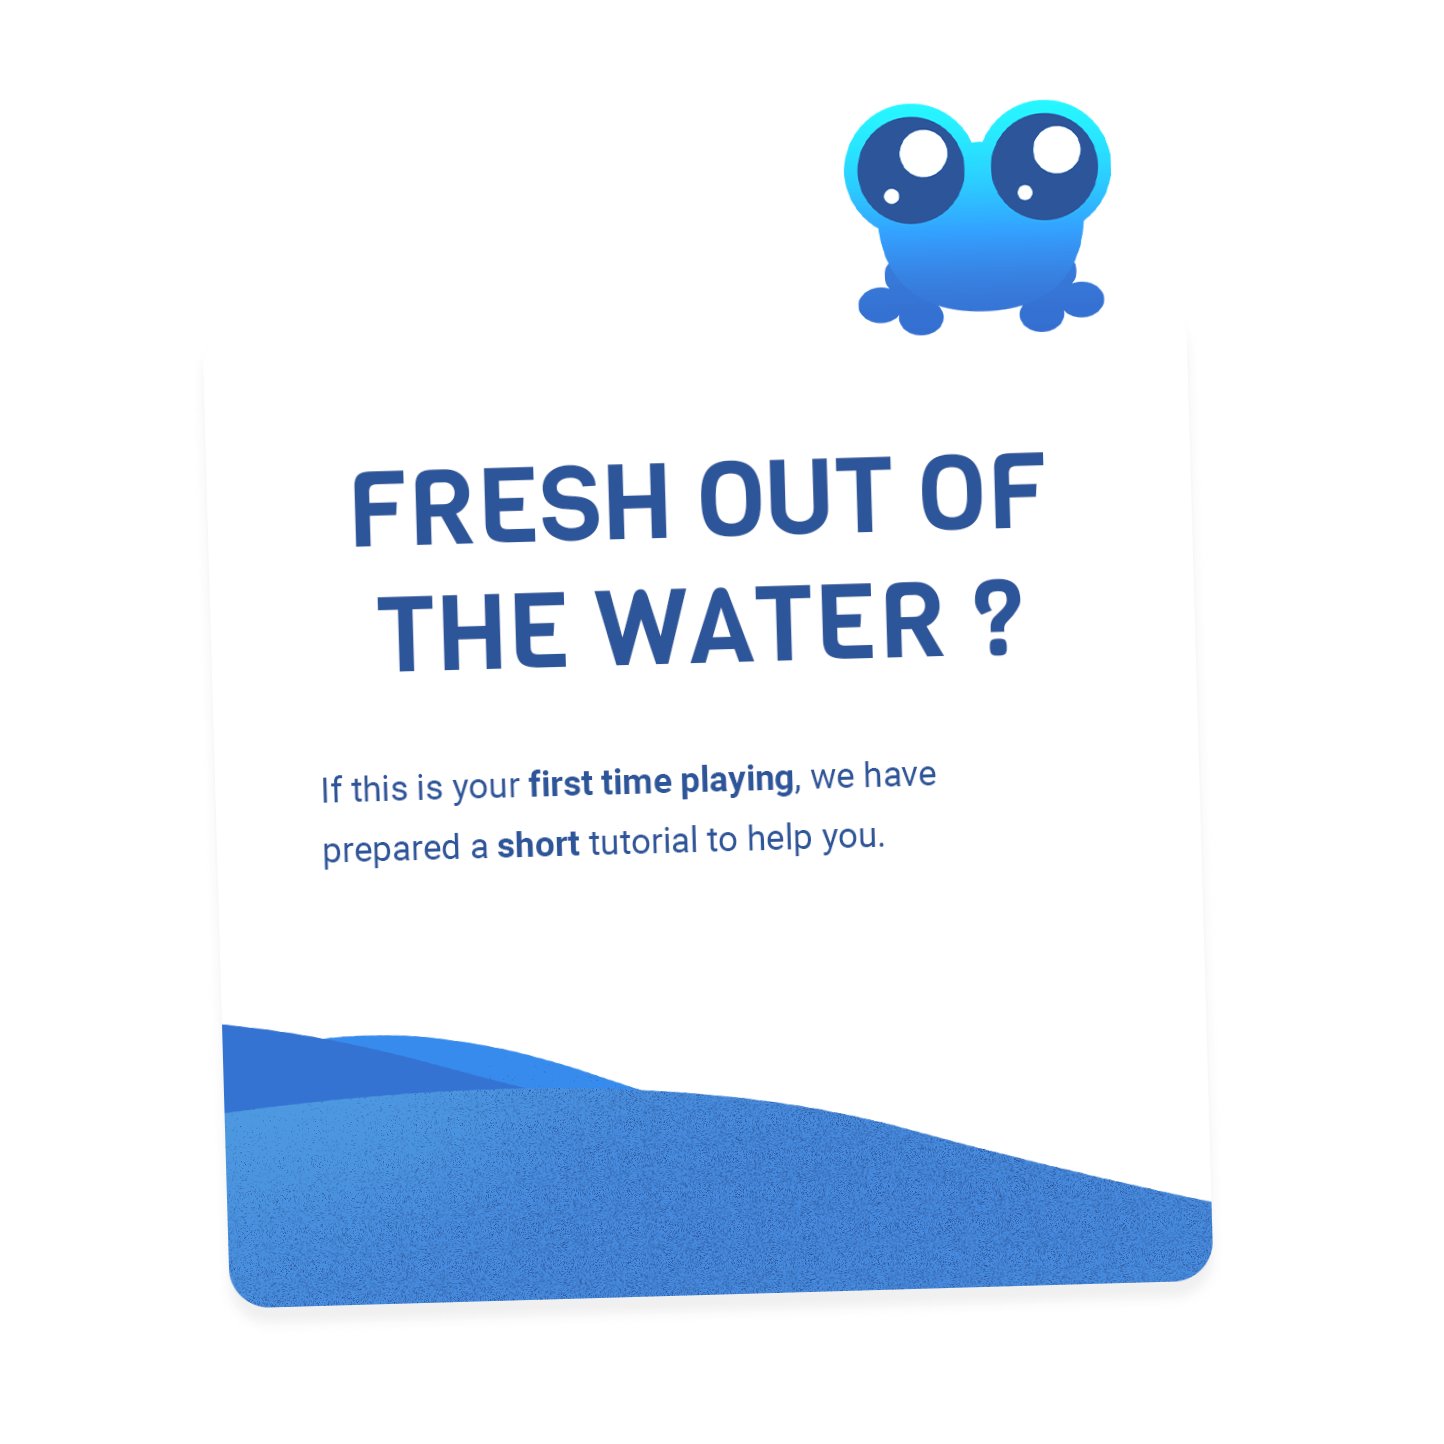 FRESH OUT OF
THE WATER ?
If this is your first time playing, we have
prepared a short tutorial to help you.